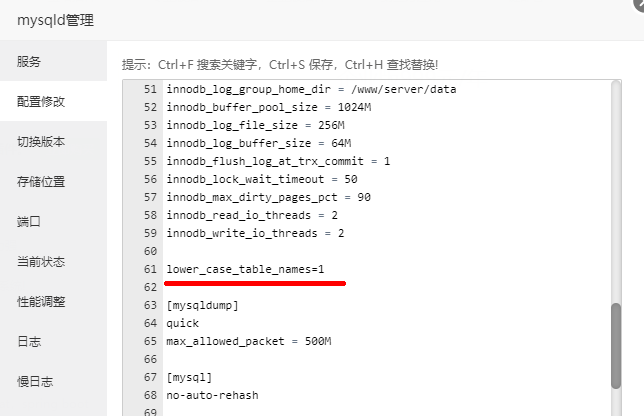 mysqld管理
服务
配置修改
切换版本
存储位置
端口
当前状态
性能调整
日志
慢日志
提示：Ctrl+F 搜索关键字，Ctrl+S 保存，Ctrl+H 查找替换!
51 innodb_log_group_home_dir = /www/server/data
52 innodb_buffer_pool_size = 1024M
53 innodb_log_file_size = 256M
54 innodb_log_buffer_size = 64M
55 innodb_flush_log_at_trx_commit = 1
56 innodb_lock_wait_timeout = 50
57 innodb_max_dirty_pages_pct = 90
58 innodb_read_io_threads = 2
59 innodb_write_io_threads = 2
60
61 lower_case_table_names=1
62
63 [mysqldump]
64 quick
65 max_allowed_packet = 500M
66
67 [mysql]
68 no-auto-rehash
69